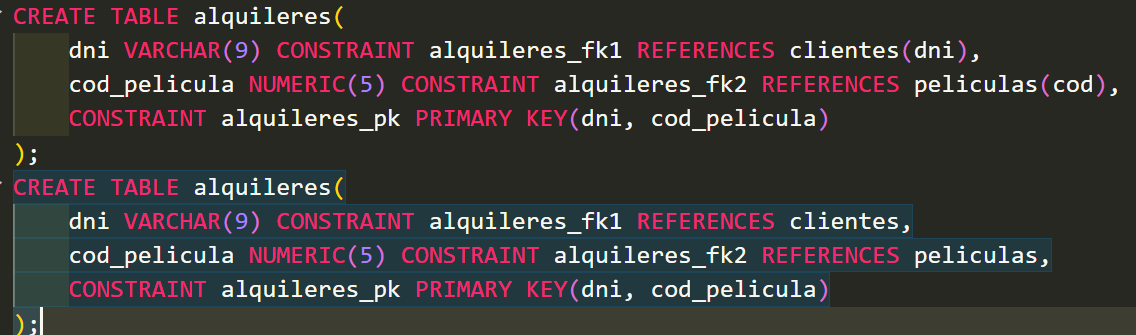 CREATE TABLE alquileres(
    dni VARCHAR(9) CONSTRAINT alquileres_fk1 REFERENCES clientes(dni),
    cod_pelicula NUMERIC(5) CONSTRAINT alquileres_fk2 REFERENCES peliculas(cod),
    CONSTRAINT alquileres_pk PRIMARY KEY(dni, cod_pelicula)
);
CREATE TABLE alquileres(
    dni VARCHAR(9) CONSTRAINT alquileres_fk1 REFERENCES clientes,
    cod_pelicula NUMERIC(5) CONSTRAINT alquileres_fk2 REFERENCES peliculas,
    CONSTRAINT alquileres_pk PRIMARY KEY(dni, cod_pelicula)
);